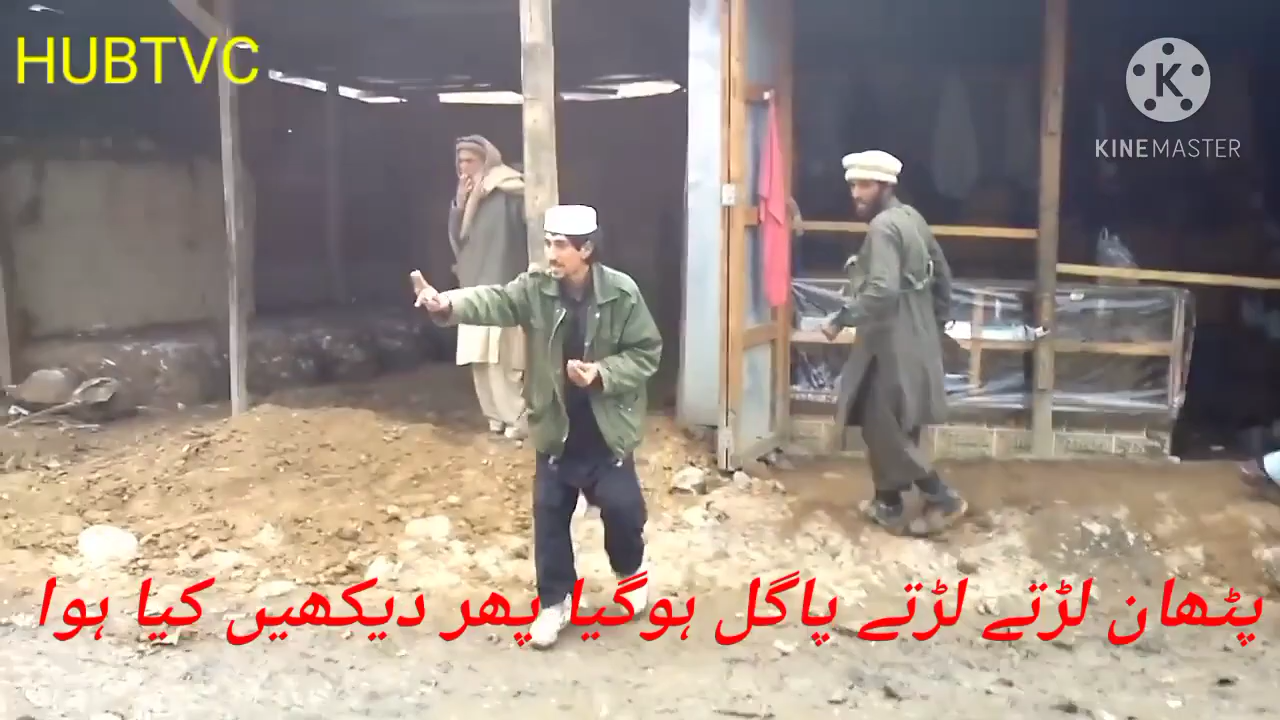 HUBTVC
K
KINEMASTER
پٹھان لڑتے لڑتے پاگل ہوگیا پھر دیکھیں کیا ہوا